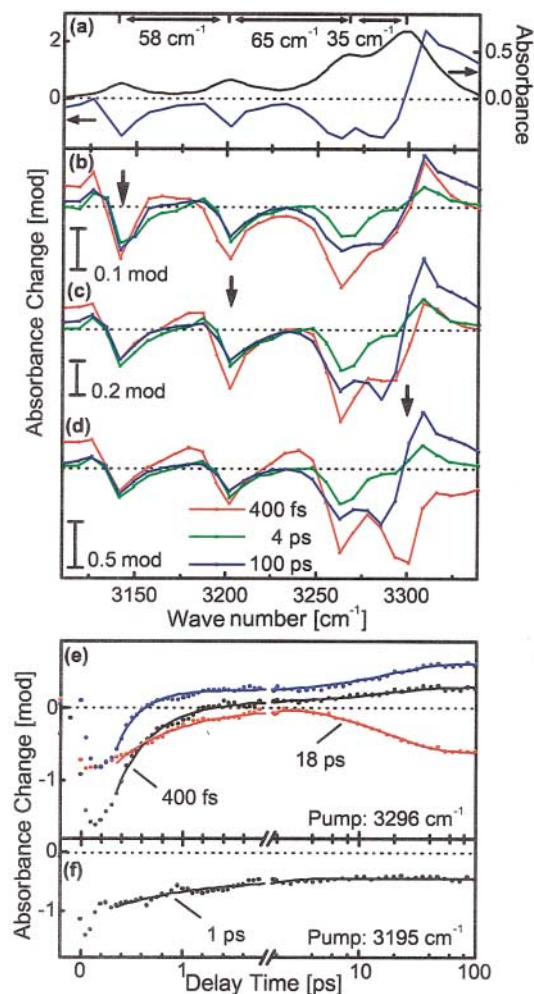 (a)
58 cm⁻¹
65 cm⁻¹
35 cm⁻¹
2
0
0.5
0.0
Absorbance
(b)
0.1 mod
(c)
0.2 mod
(d)
0.5 mod
400 fs
4 ps
100 ps
Absorbance Change [mod]
3150
3200
3250
3300
Wave number [cm⁻¹]
(e)
0
-1
18 ps
400 fs
Pump: 3296 cm⁻¹
(f)
0
-1
1 ps
Pump: 3195 cm⁻¹
Absorbance Change [mod]
0
1
10
100
Delay Time [ps]